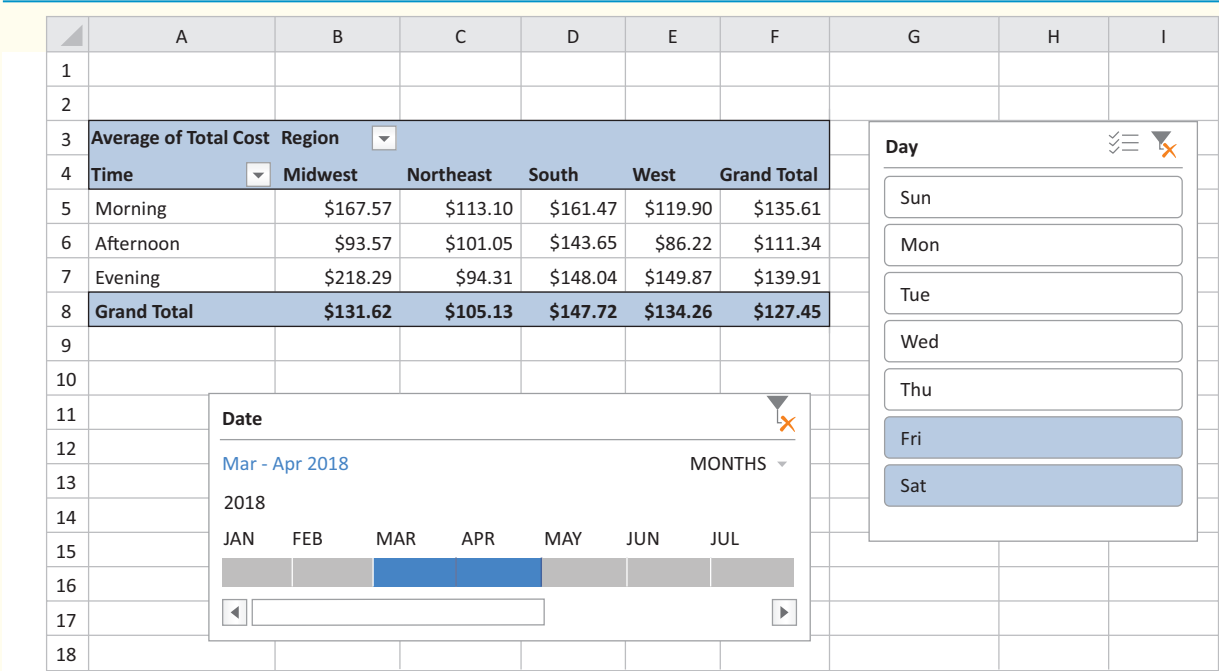 A B C D E F G H I
1
2
3 Average of Total Cost Region
4 Time Midwest Northeast South West Grand Total
5 Morning $167.57 $113.10 $161.47 $119.90 $135.61
6 Afternoon $93.57 $101.05 $143.65 $86.22 $111.34
7 Evening $218.29 $94.31 $148.04 $149.87 $139.91
8 Grand Total $131.62 $105.13 $147.72 $134.26 $127.45
9
10
11
12
13
14
15
16
17
18
Date
Mar - Apr 2018 MONTHS
2018
JAN FEB MAR APR MAY JUN JUL
Day
Sun
Mon
Tue
Wed
Thu
Fri
Sat